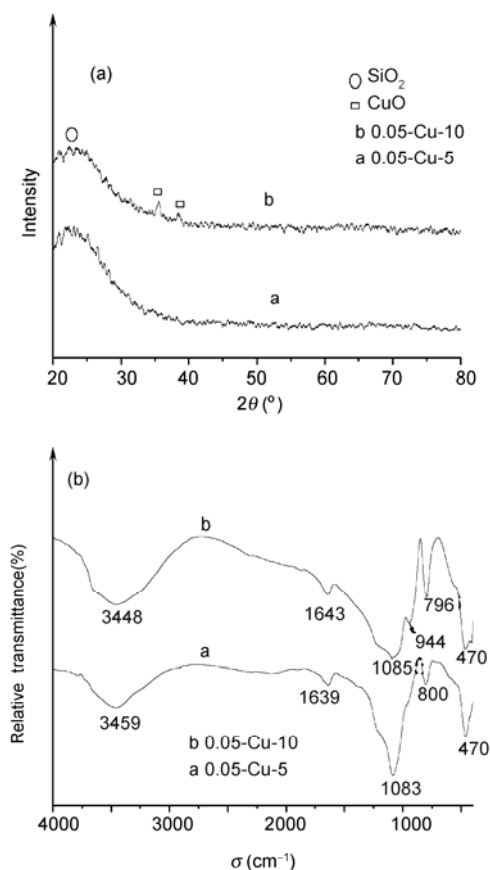 (a)
SiO₂
CuO
b 0.05-Cu-10
a 0.05-Cu-5
b
a
Intensity
20 30 40 50 60 70 80
2θ (°)
(b)
b
3448
1643
796
944
1085
470
a
3459
1639
800
470
1083
b 0.05-Cu-10
a 0.05-Cu-5
Relative transmittance(%)
4000 3000 2000 1000
σ (cm⁻¹)